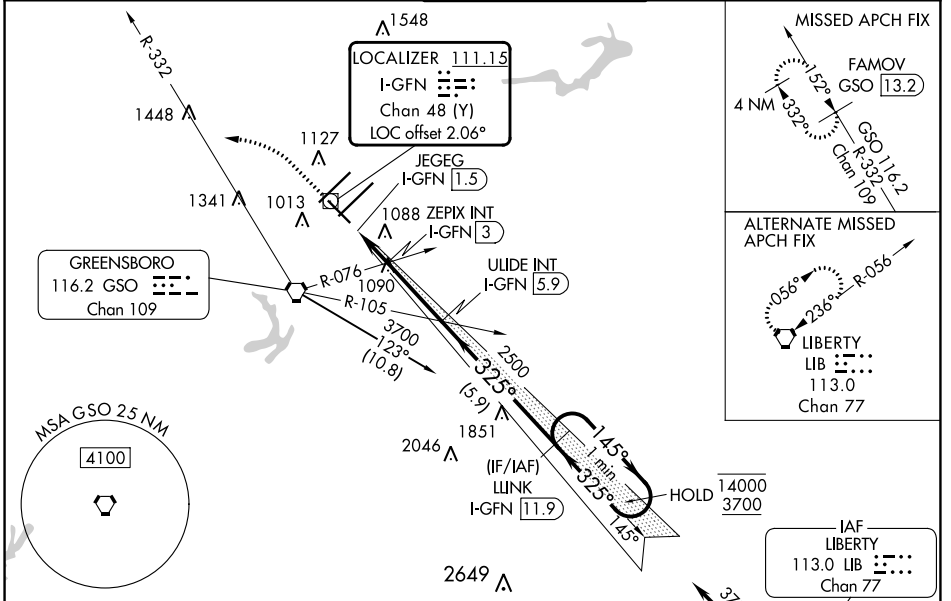 1548
R-332
LOCALIZER 111.15
I-GFN
Chan 48 (Y)
LOC offset 2.06°
1448
1127
JEGEG
I-GFN 1.5
1341
1013
1088
ZEPIX INT
I-GFN 3
GREENSBORO
116.2 GSO
Chan 109
R-076
1090
R-105
ULIDE INT
I-GFN 5.9
3700
123°
(10.8)
2500
325°
(5.9)
1851
2046
145°
1 min
325°
145°
(IF/IAF)
LLINK
I-GFN 11.9
HOLD
14000
3700
MSA GSO 25 NM
4100
2649
MISSED APCH FIX
FAMOV
GSO 13.2
152°
332°
4 NM
GSO 116.2
R-332
Chan 109
ALTERNATE MISSED
APCH FIX
056°
236°
R-056
LIBERTY
LIB
113.0
Chan 77
IAF
LIBERTY
113.0 LIB
Chan 77